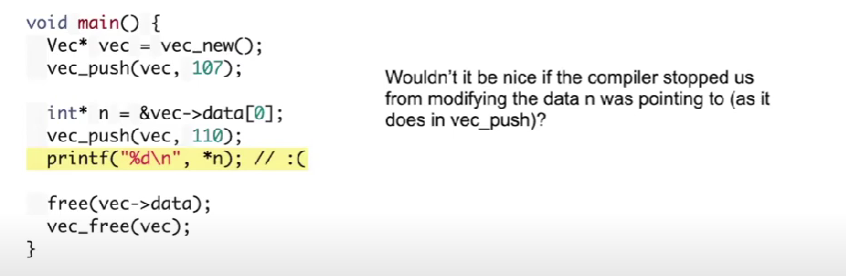 void main() {
Vec* vec = vec_new();
vec_push(vec, 107);
int* n = &vec->data[0];
vec_push(vec, 110);
printf("%d\n", *n); // :(
free(vec->data);
vec_free(vec);
}
Wouldn't it be nice if the compiler stopped us
from modifying the data n was pointing to (as it
does in vec_push)?